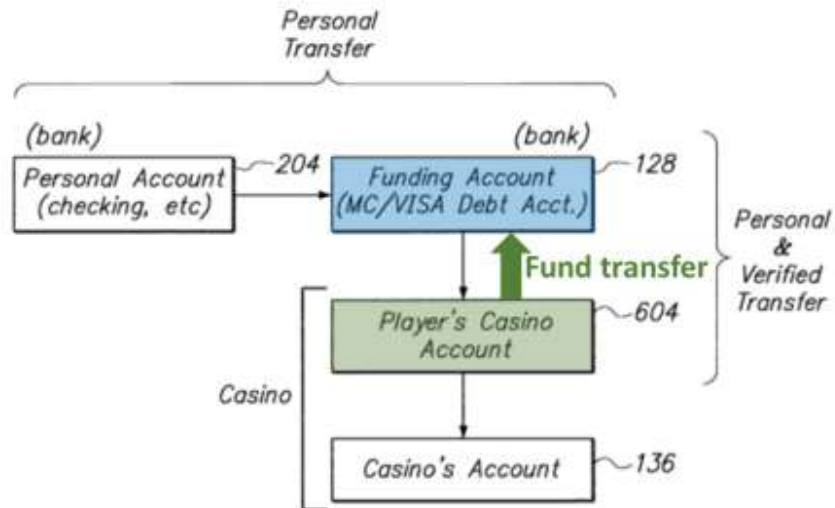 Personal
Transfer
(bank)
(bank)
Personal Account
(checking, etc)
204
Funding Account
(MC/VISA Debt Acct.)
128
Fund transfer
Personal
&
Verified
Transfer
Player's Casino
Account
604
Casino
Casino's Account
136